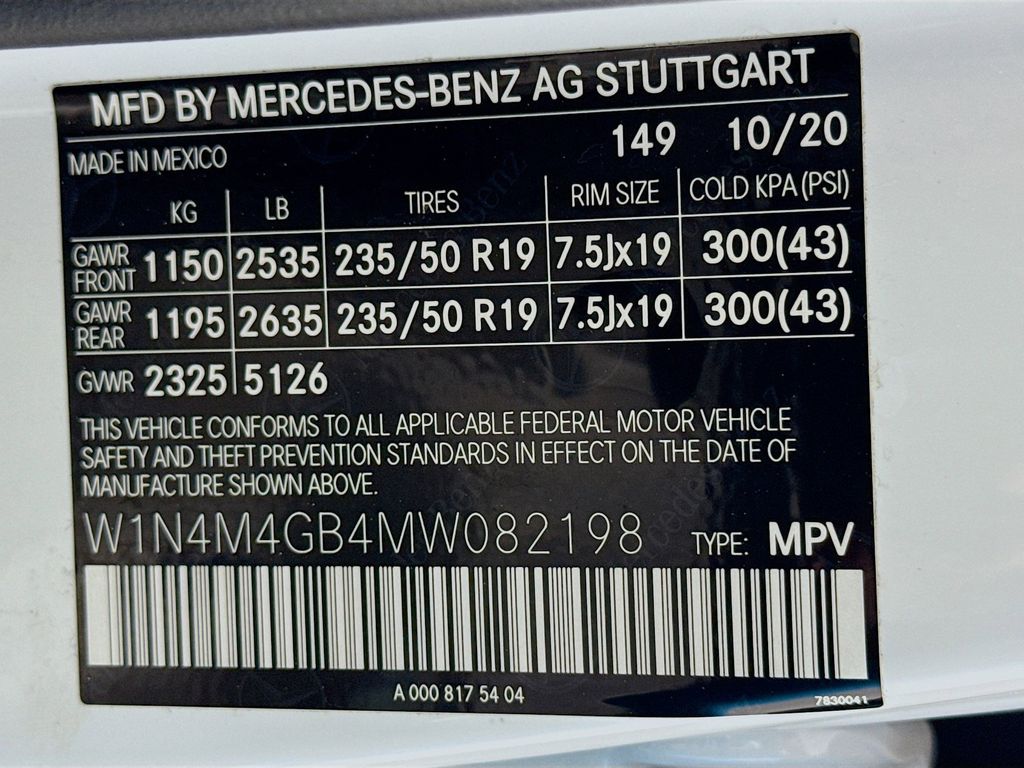 MFD BY MERCEDES-BENZ AG STUTTGART
MADE IN MEXICO 149 10/20
KG LB TIRES RIM SIZE COLD KPA (PSI)
GAWR FRONT 1150 2535 235/50 R19 7.5Jx19 300(43)
GAWR REAR 1195 2635 235/50 R19 7.5Jx19 300(43)
GVWR 2325 5126
THIS VEHICLE CONFORMS TO ALL APPLICABLE FEDERAL MOTOR VEHICLE
SAFETY AND THEFT PREVENTION STANDARDS IN EFFECT ON THE DATE OF
MANUFACTURE SHOWN ABOVE.
W1N4M4GB4MW082198 TYPE: MPV
A 000 817 54 04
7830041